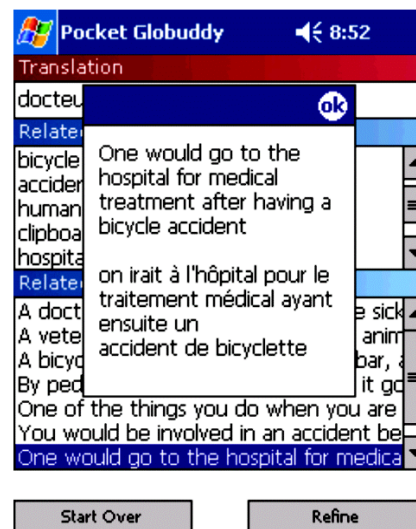 Pocket Globuddy 8:52
Translation
docteu
Relate
bicycle
acciden
human
clipboa
hospita
ok
One would go to the
hospital for medical
treatment after having a
bicycle accident
on irait à l'hôpital pour le
traitement médical ayant
ensuite un
accident de bicyclette
Relate
A doct e sick
A vete anim
A bicyc bar,
By ped it go
One of the things you do when you are
You would be involved in an accident be
One would go to the hospital for medica
Start Over Refine